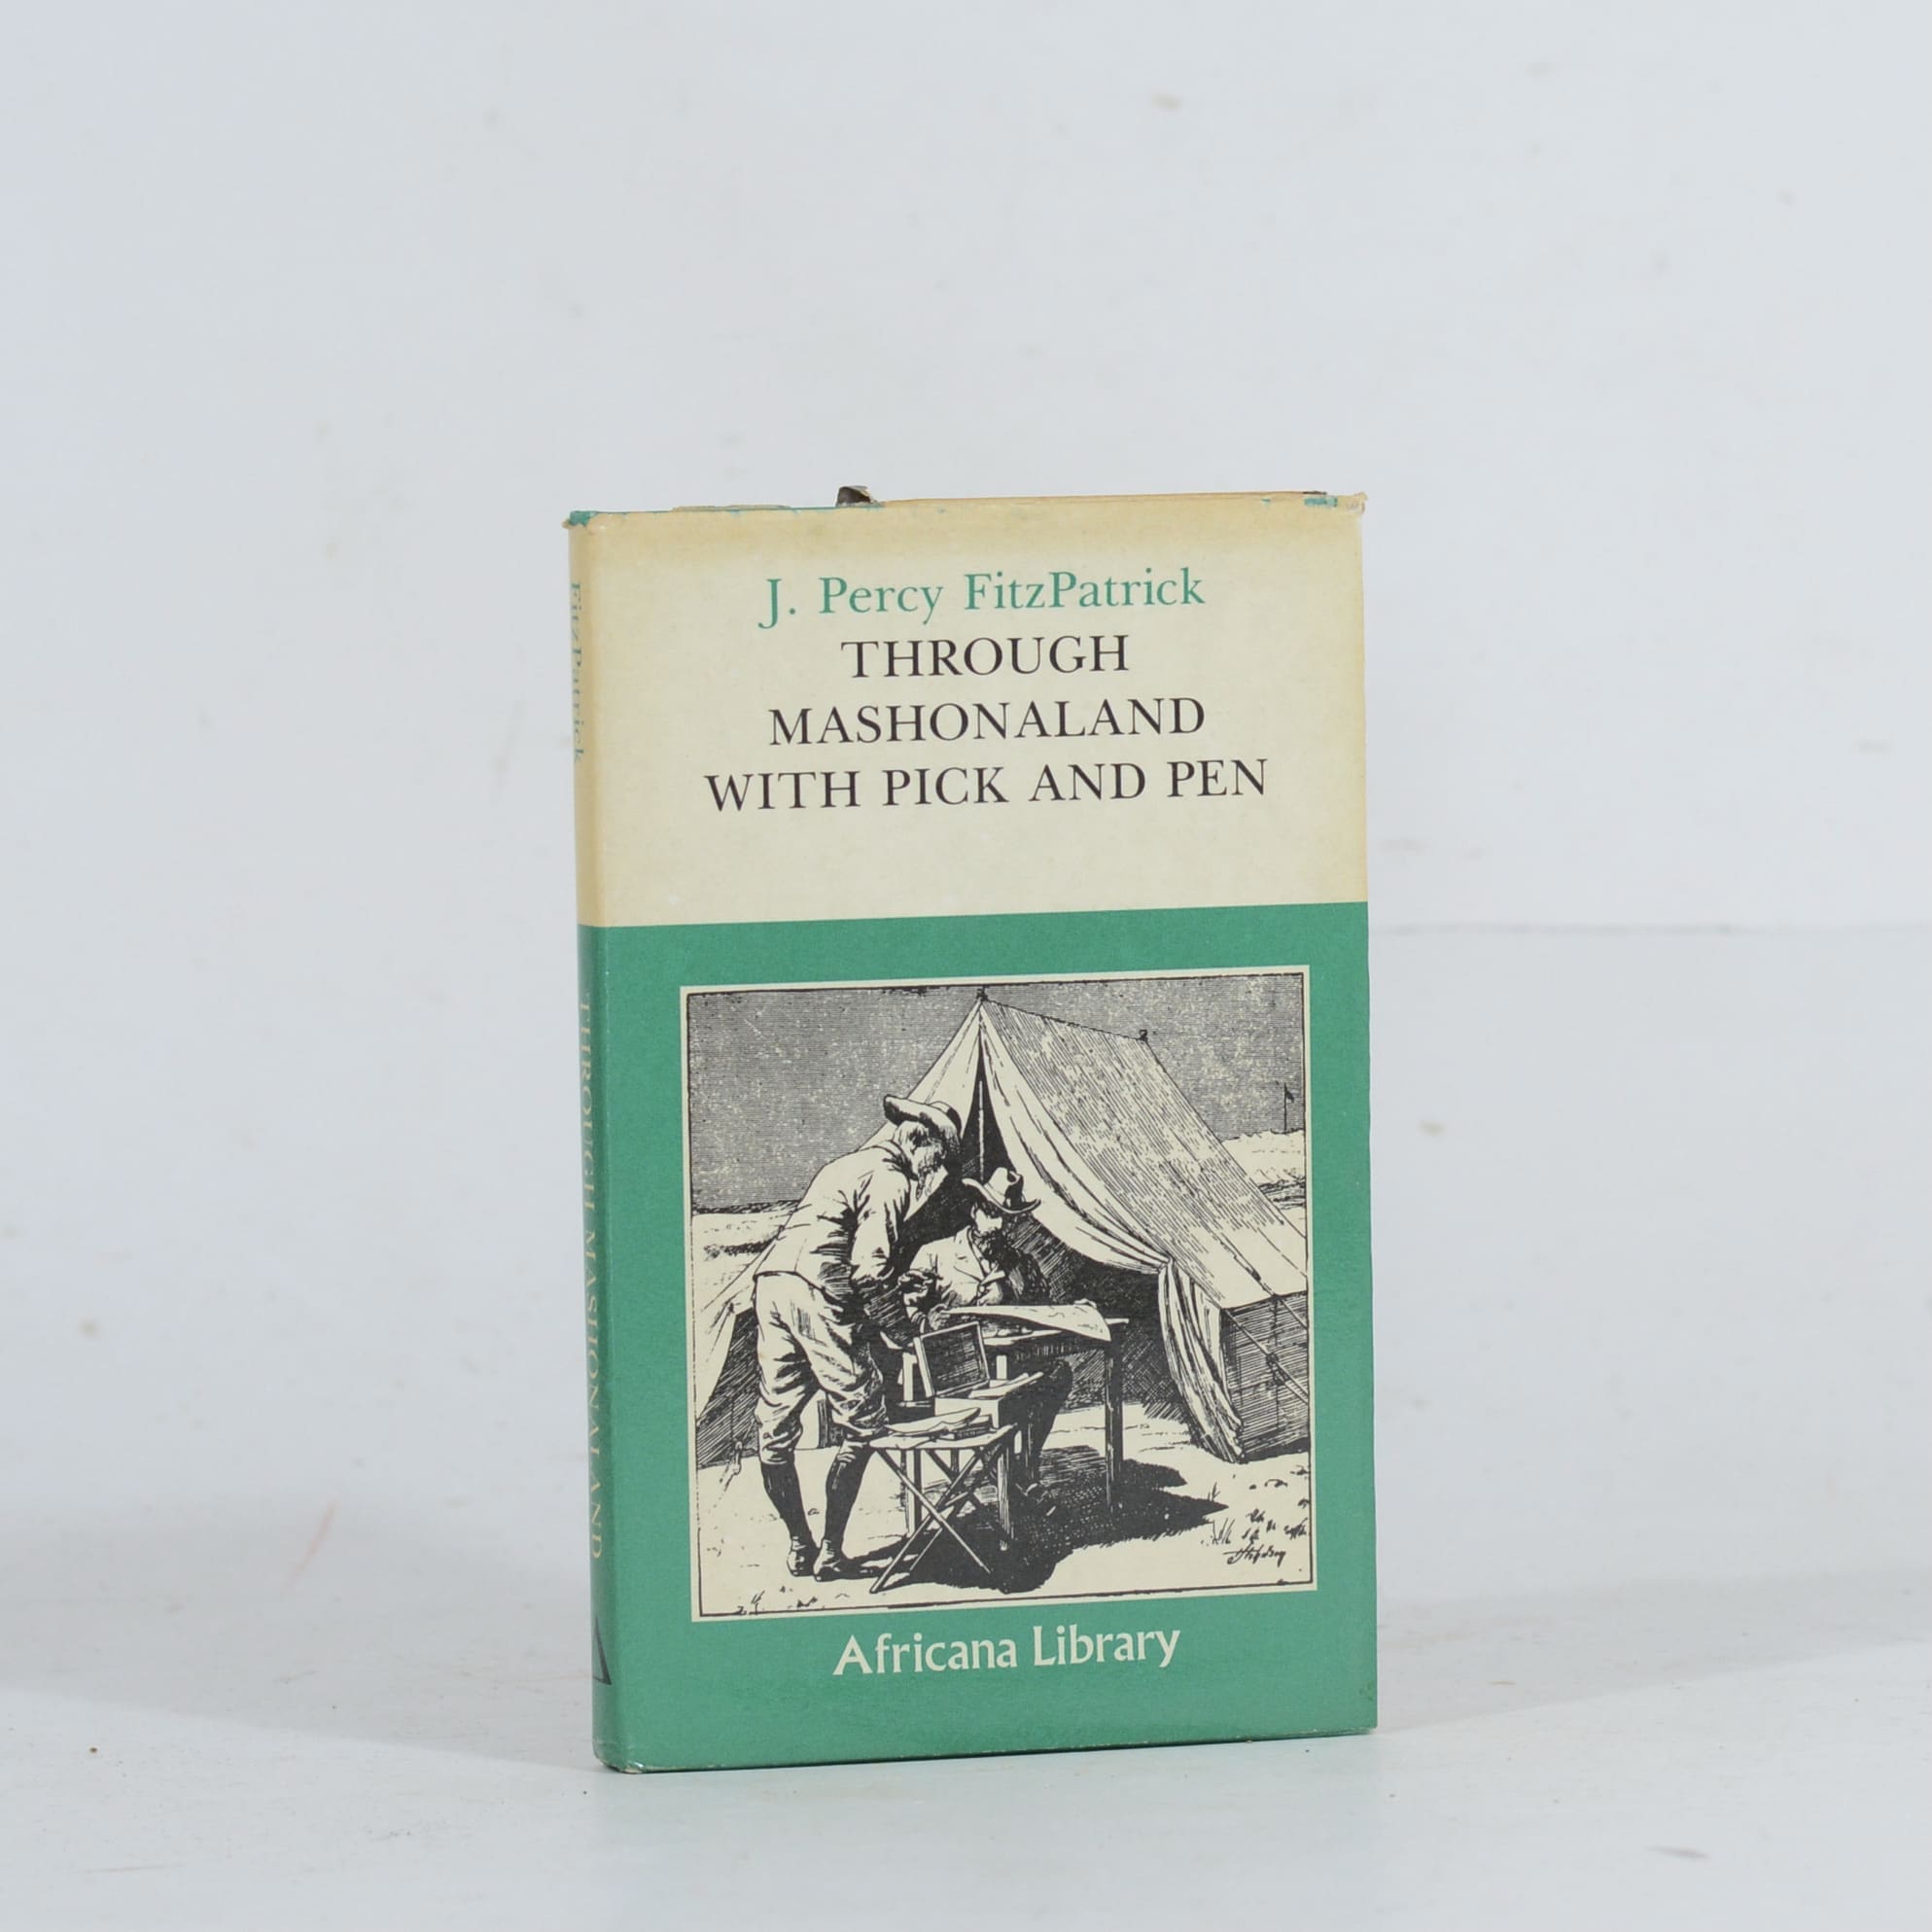 J. Percy FitzPatrick
THROUGH
MASHONALAND
WITH PICK AND PEN
Africana Library
FitzPatrick
THROUGH MASHONALAND